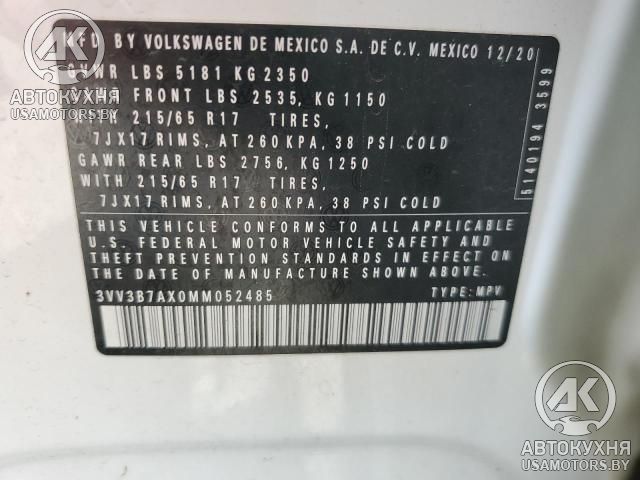 MFD BY VOLKSWAGEN DE MEXICO S.A. DE C.V. MEXICO 12/20
GVWR LBS 5181 KG 2350
FRONT LBS 2535, KG 1150
WITH 215/65 R17 TIRES,
7JX17 RIMS, AT 260 KPA, 38 PSI COLD
GAWR REAR LBS 2756, KG 1250
WITH 215/65 R17 TIRES,
7JX17 RIMS, AT 260 KPA, 38 PSI COLD
THIS VEHICLE CONFORMS TO ALL APPLICABLE
U.S. FEDERAL MOTOR VEHICLE SAFETY AND
THEFT PREVENTION STANDARDS IN EFFECT ON
THE DATE OF MANUFACTURE SHOWN ABOVE.
3VV3B7AX0MM052485 TYPE: MPV
5140194 3599
АВТОКУХНЯ
USAMOTORS.BY
АК
АВТОКУХНЯ
USAMOTORS.BY